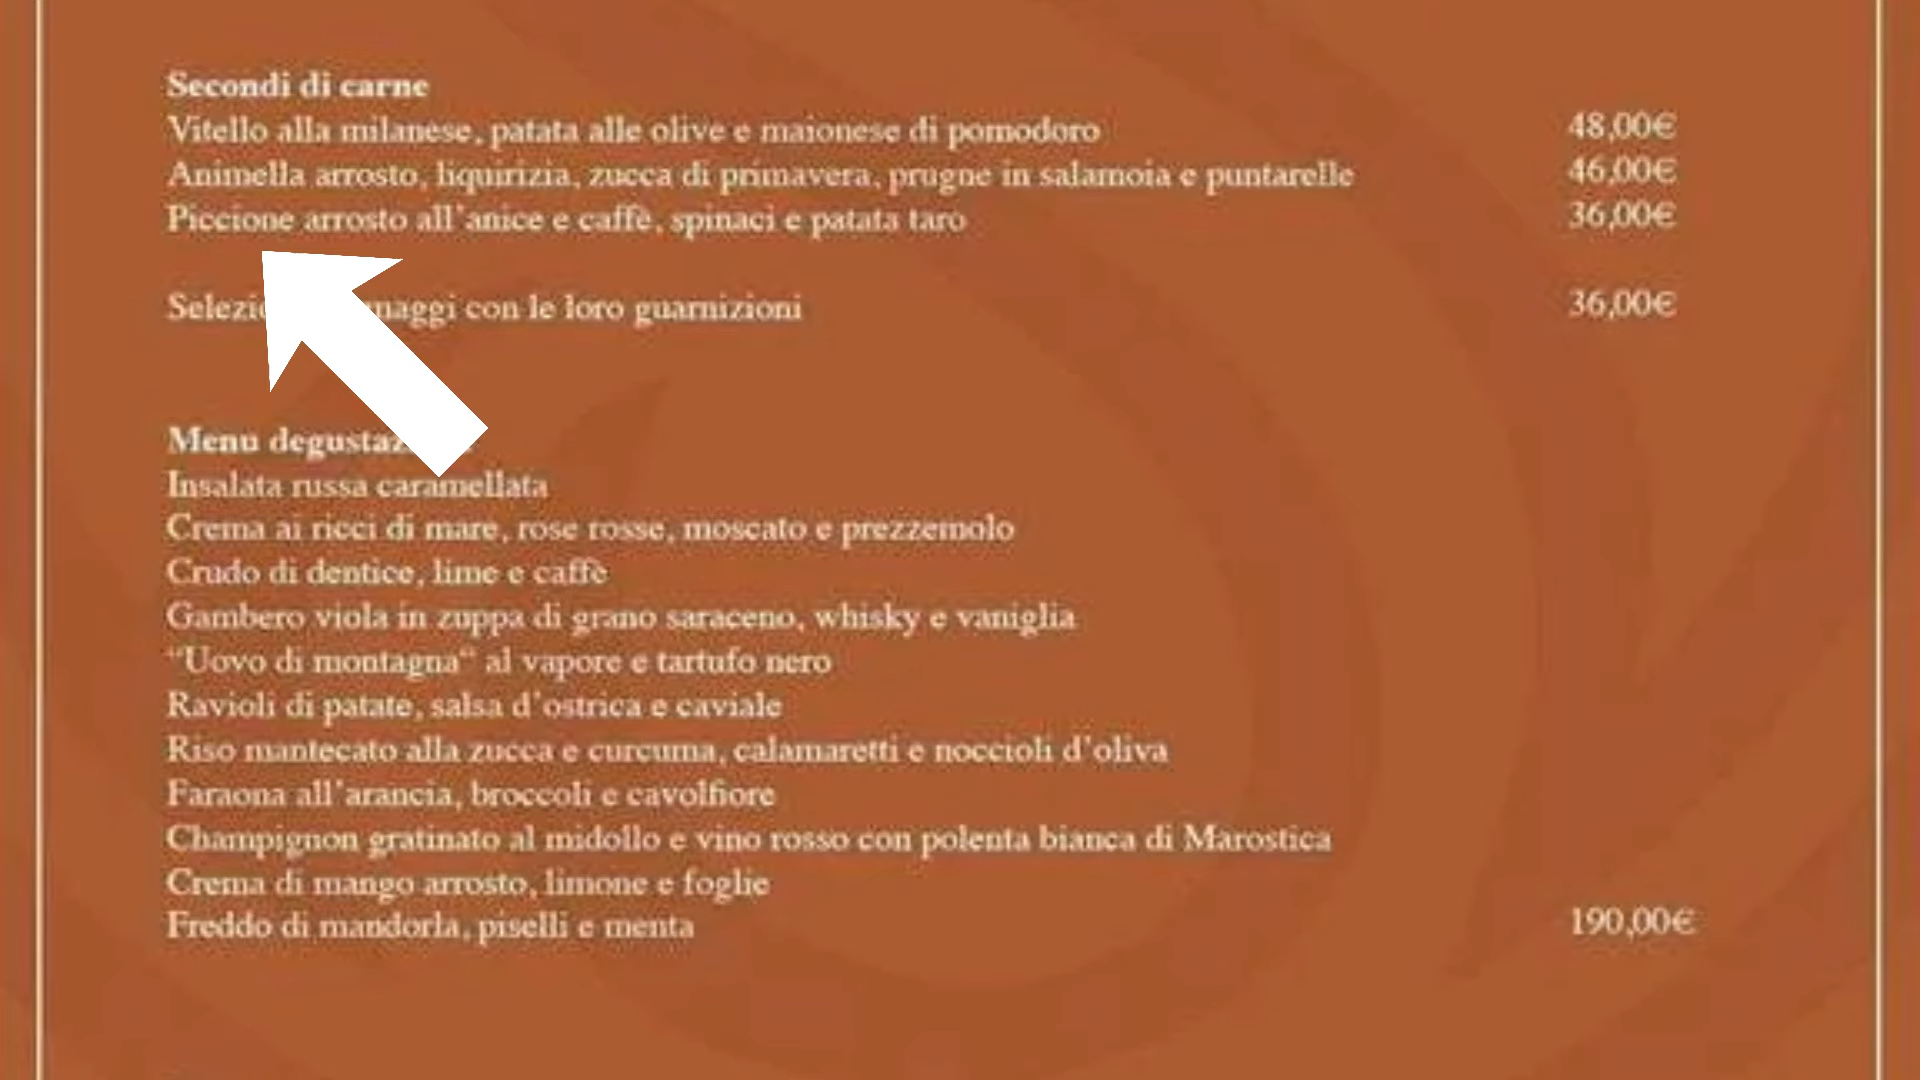 Secondi di carne
Vitello alla milanese, patata alle olive e maionese di pomodoro 48,00€
Animella arrosto, liquirizia, zucca di primavera, prugne in salamoia e puntarelle 46,00€
Piccione arrosto all'anice e caffè, spinaci e patata taro 36,00€
con le loro guarnizioni 36,00€
Menu
Insalata russa caramellata
Crema ai ricci di mare, rose rosse, moscato e prezzemolo
Crudo di dentice, lime e caffè
Gambero viola in zuppa di grano saraceno, whisky e vaniglia
“Uovo di montagna“ al vapore e tartufo nero
Ravioli di patate, salsa d'ostrica e caviale
Riso mantecato alla zucca e curcuma, calamaretti e noccioli d'oliva
Faraona all'arancia, broccoli e cavolfiore
Champignon gratinato al midollo e vino rosso con polenta bianca di Marostica
Crema di mango arrosto, limone e foglie
Freddo di mandorla, piselli e menta 190,00€